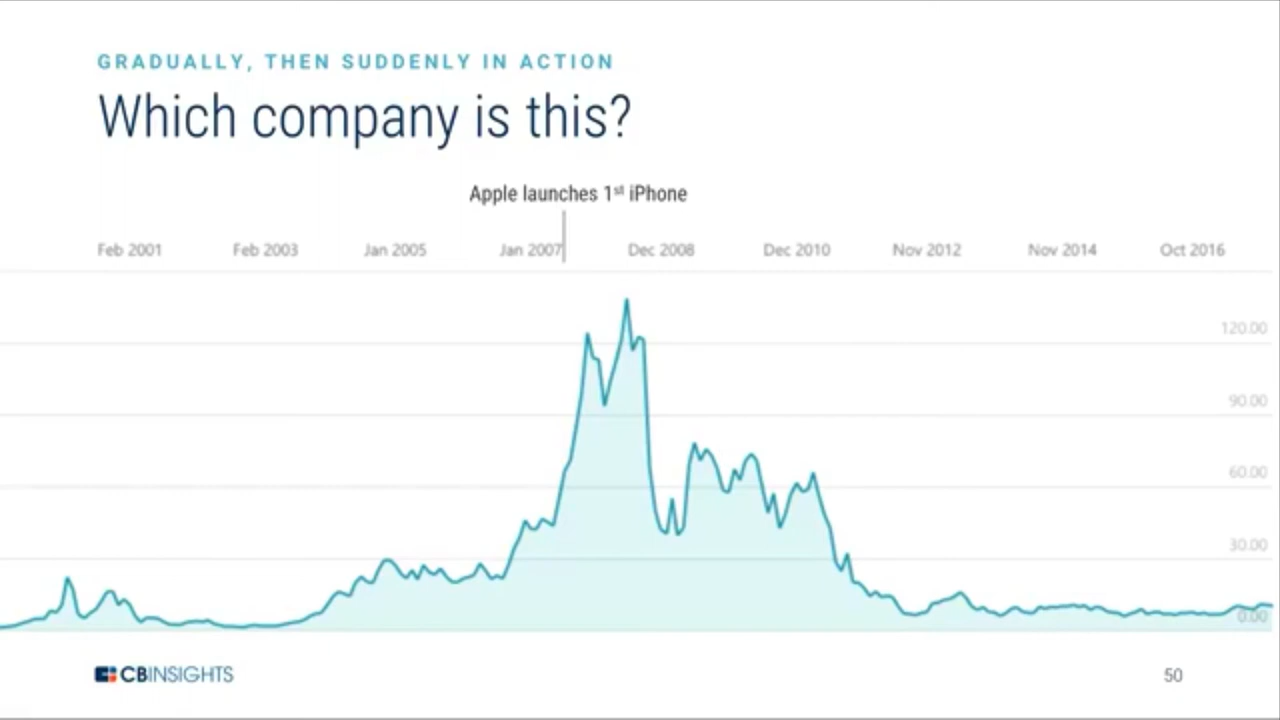 GRADUALLY, THEN SUDDENLY IN ACTION
Which company is this?
Apple launches 1st iPhone
Feb 2001 Feb 2003 Jan 2005 Jan 2007 Dec 2008 Dec 2010 Nov 2012 Nov 2014 Oct 2016
120.00
90.00
60.00
30.00
0.00
CBINSIGHTS
50